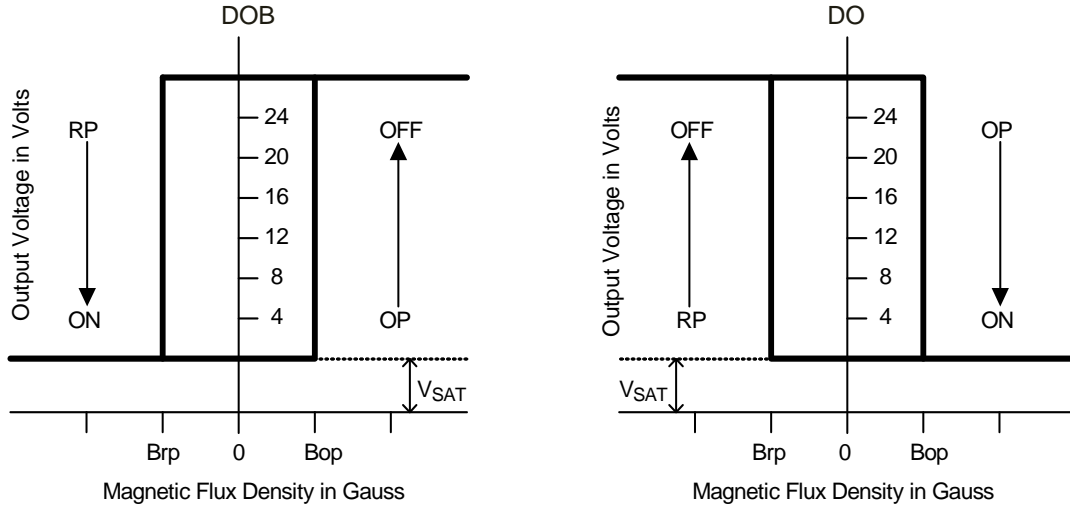 DOB
Output Voltage in Volts
RP
OFF
24
20
16
12
8
4
ON
OP
VSAT
Brp
0
Bop
Magnetic Flux Density in Gauss
DO
Output Voltage in Volts
OFF
OP
24
20
16
12
8
4
RP
ON
VSAT
Brp
0
Bop
Magnetic Flux Density in Gauss